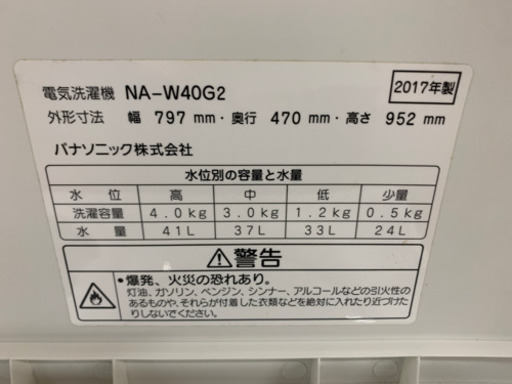 電気洗濯機 NA-W40G2 2017年製
外形寸法 幅 797 mm・奥行 470 mm・高さ 952 mm
パナソニック株式会社
水位別の容量と水量
水位 高 中 低 少量
洗濯容量 4.0kg 3.0kg 1.2kg 0.5kg
水量 41L 37L 33L 24L
⚠警告
・爆発、火災の恐れあり。
灯油、ガソリン、ベンジン、シンナー、アルコールなどの引火性の
あるものや、それらが付着した衣類などを絶対に入れたり近づけた
りしないでください。